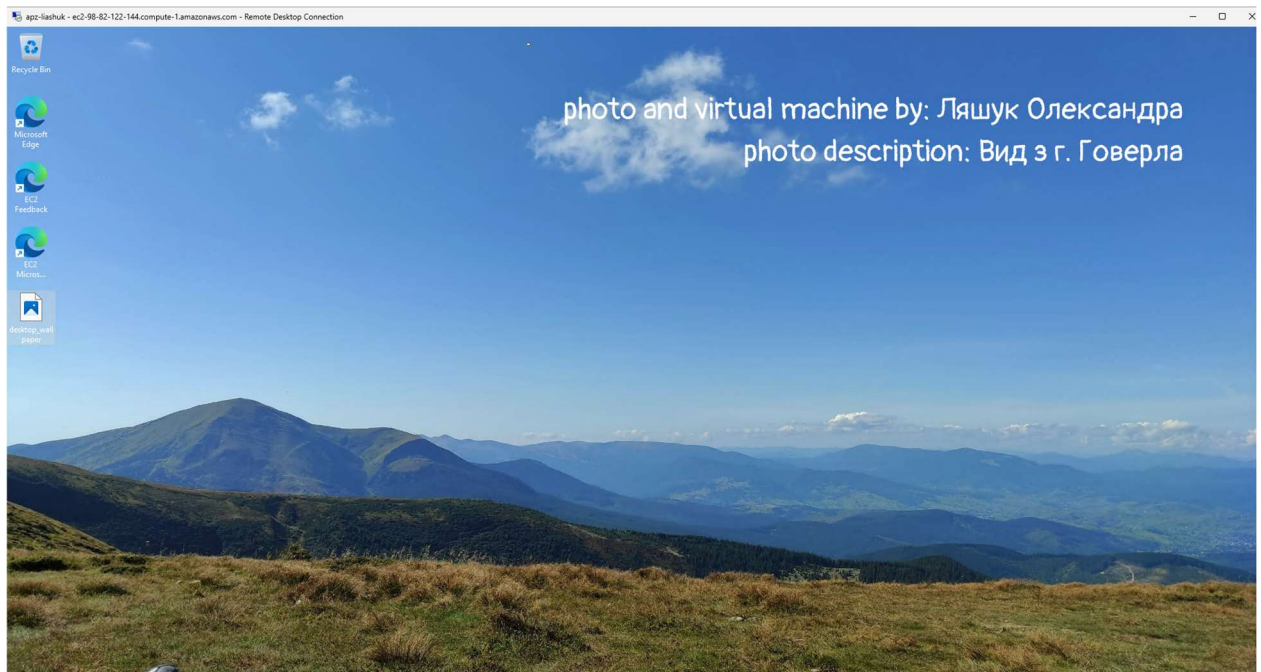 apz-liashuk - ec2-98-82-122-144.compute-1.amazonaws.com - Remote Desktop Connection
Recycle Bin
Microsoft
Edge
EC2
Feedback
EC2
Micros...
desktop_wall
paper
photo and virtual machine by: Ляшук Олександра
photo description: Вид з г. Говерла